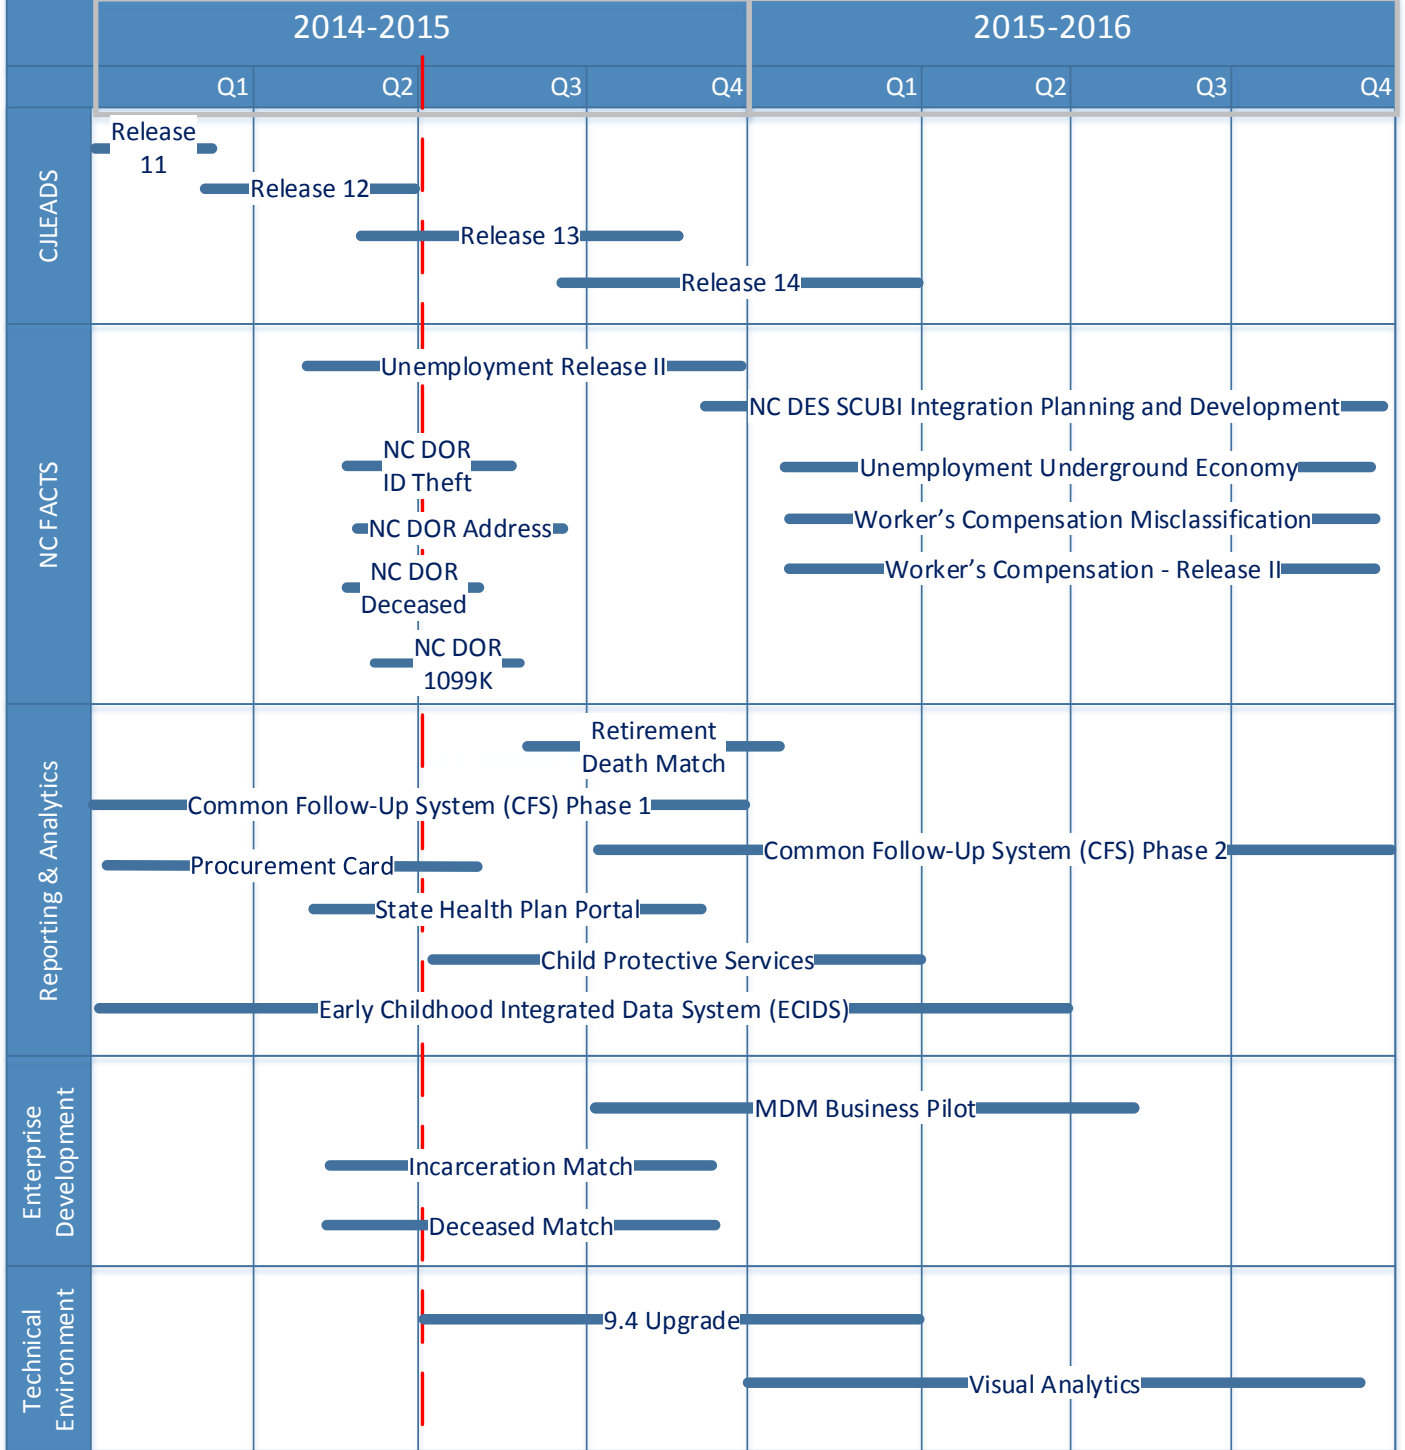 2014-2015
2015-2016
Q1
Q2
Q3
Q4
Q1
Q2
Q3
Q4
CJLEADS
Release
11
Release 12
Release 13
Release 14
NC FACTS
Unemployment Release II
NC DES SCUBI Integration Planning and Development
NC DOR
ID Theft
Unemployment Underground Economy
NC DOR Address
Worker’s Compensation Misclassification
NC DOR
Deceased
Worker’s Compensation - Release II
NC DOR
1099K
Reporting & Analytics
Retirement
Death Match
Common Follow-Up System (CFS) Phase 1
Common Follow-Up System (CFS) Phase 2
Procurement Card
State Health Plan Portal
Child Protective Services
Early Childhood Integrated Data System (ECIDS)
Enterprise
Development
MDM Business Pilot
Incarceration Match
Deceased Match
Technical
Environment
9.4 Upgrade
Visual Analytics